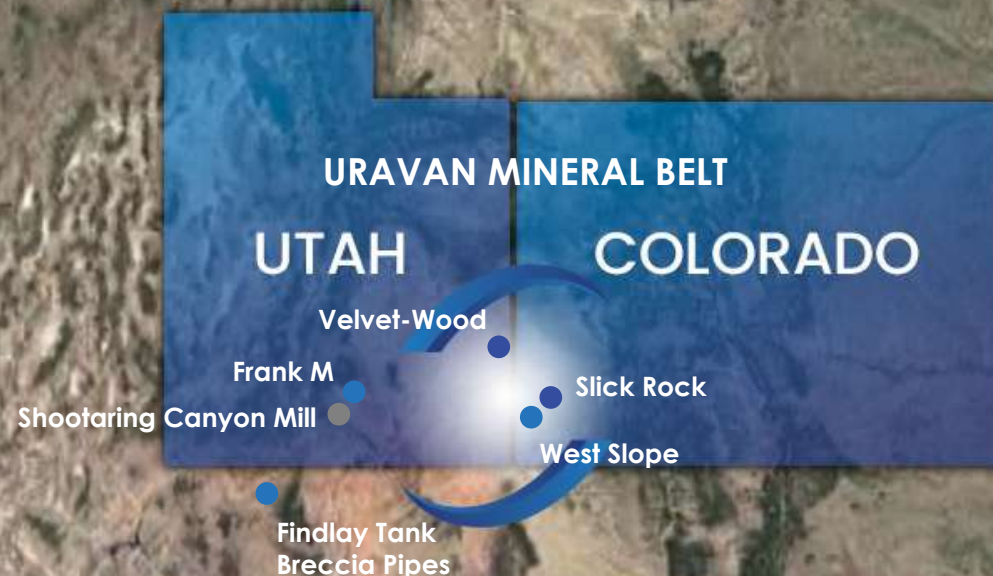 URAVAN MINERAL BELT
UTAH
COLORADO
Velvet-Wood
Frank M
Slick Rock
Shootaring Canyon Mill
West Slope
Findlay Tank
Breccia Pipes